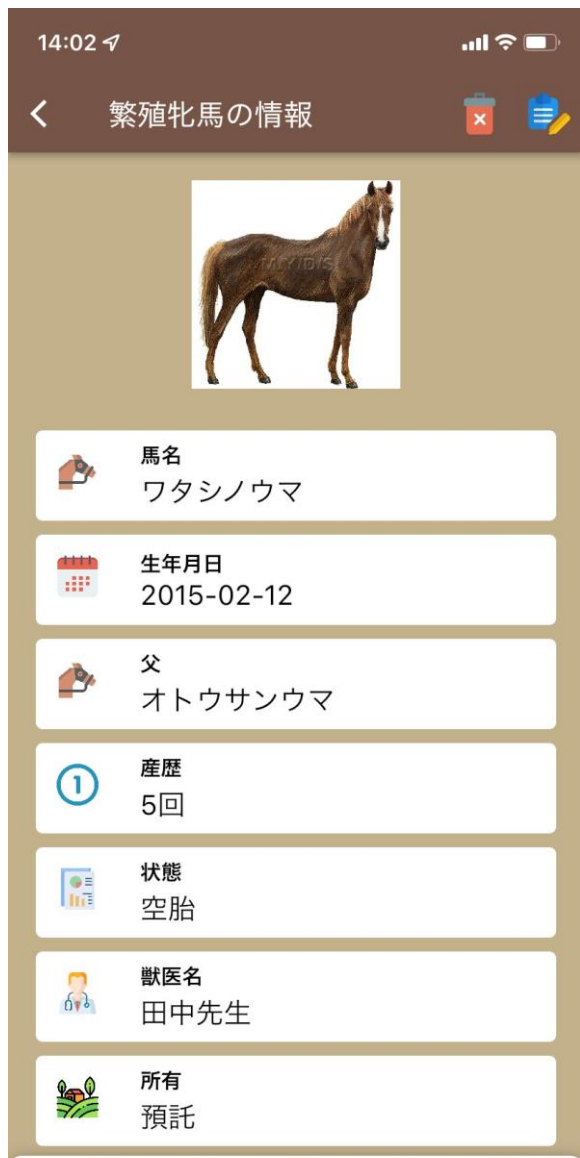 14:02
繁殖牝馬の情報
M/Y/D/S
馬名
ワタシノウマ
生年月日
2015-02-12
父
オトウサンウマ
1
産歴
5回
状態
空胎
獣医名
田中先生
所有
預託